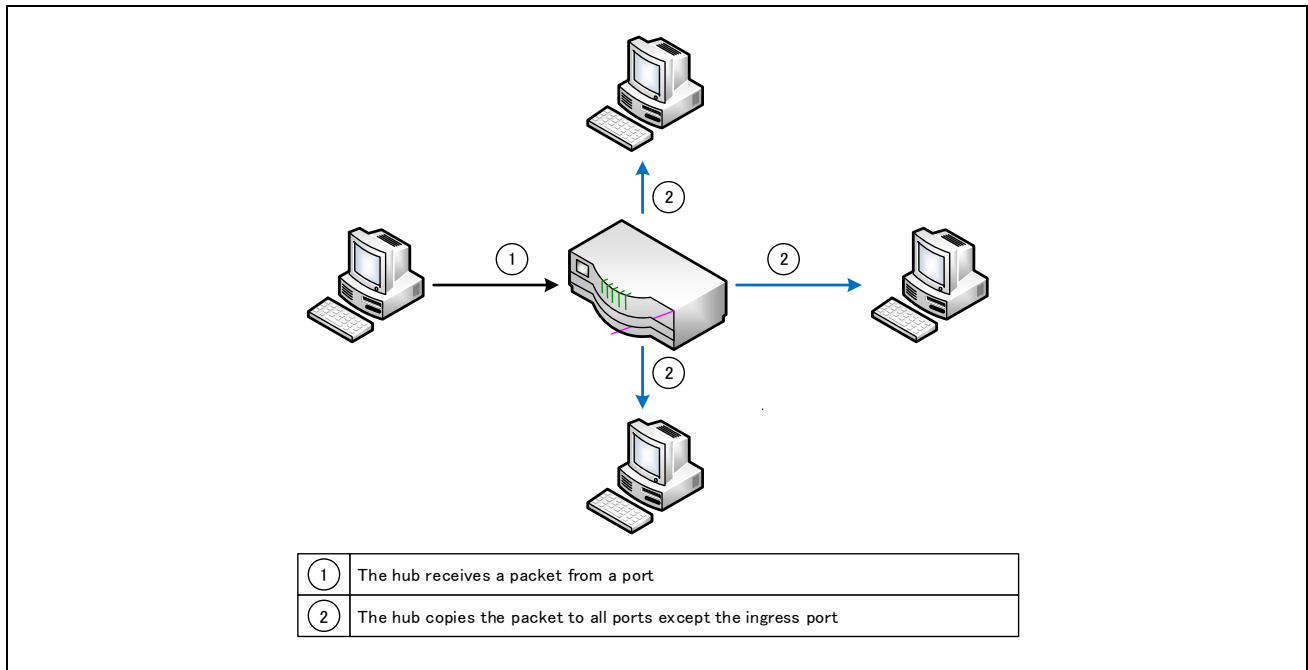 2
1
2
2
1 The hub receives a packet from a port
2 The hub copies the packet to all ports except the ingress port